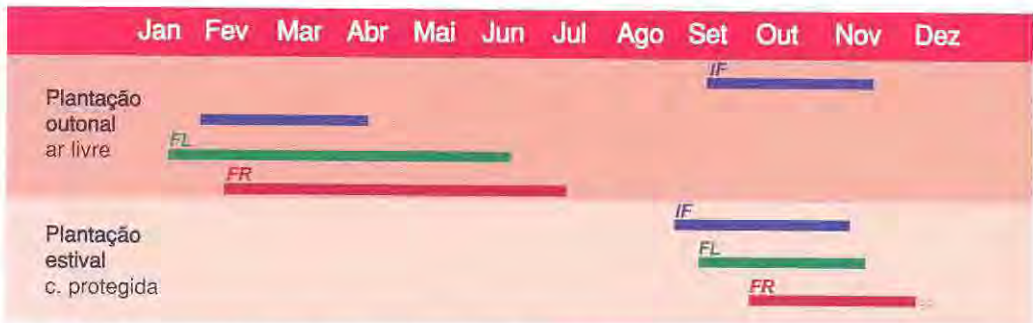 Jan Fev Mar Abr Mai Jun Jul Ago Set Out Nov Dez
IF
Plantação
outonal
ar livre
FL
FR
IF
Plantação
estival
c. protegida
FL
FR